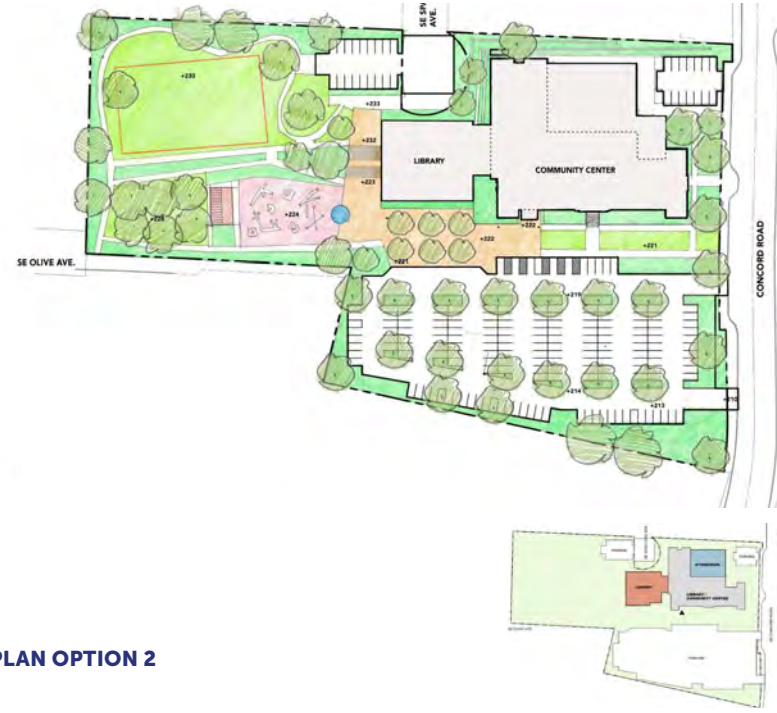 SE SP
AVE.
+230
+233
+232
LIBRARY
+223
COMMUNITY CENTER
+224
+222
+222
+221
+221
SE OLIVE AVE.
CONCORD ROAD
+219
+214
+213
+210
PLAN OPTION 2
LIBRARY /
COMMUNITY CENTER